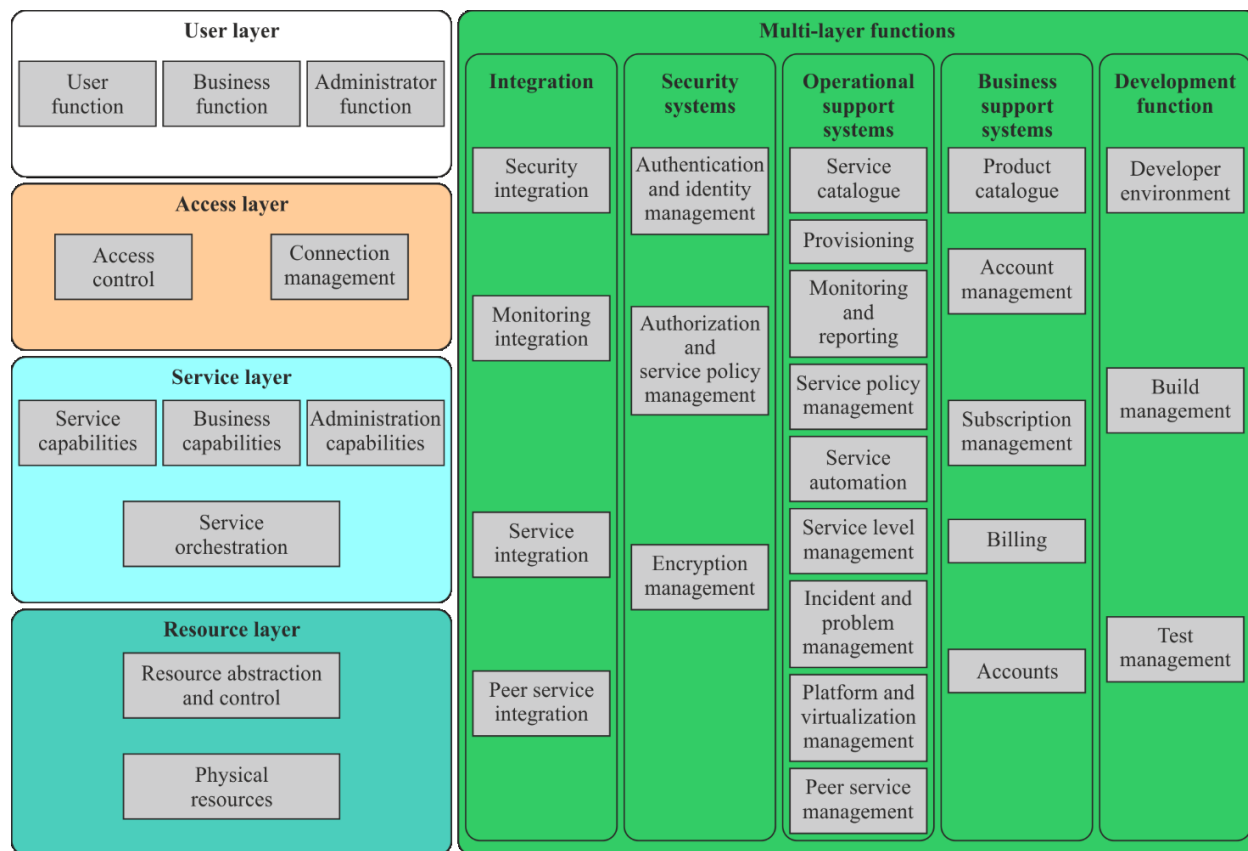 User layer
User
function
Business
function
Administrator
function
Access layer
Access
control
Connection
management
Service layer
Service
capabilities
Business
capabilities
Administration
capabilities
Service
orchestration
Resource layer
Resource abstraction
and control
Physical
resources
Multi-layer functions
Integration
Security
integration
Monitoring
integration
Service
integration
Peer service
integration
Security
systems
Authentication
and identity
management
Authorization
and
service policy
management
Encryption
management
Operational
support
systems
Service
catalogue
Provisioning
Monitoring
and
reporting
Service policy
management
Service
automation
Service level
management
Incident and
problem
management
Platform and
virtualization
management
Peer service
management
Business
support
systems
Product
catalogue
Account
management
Subscription
management
Billing
Accounts
Development
function
Developer
environment
Build
management
Test
management